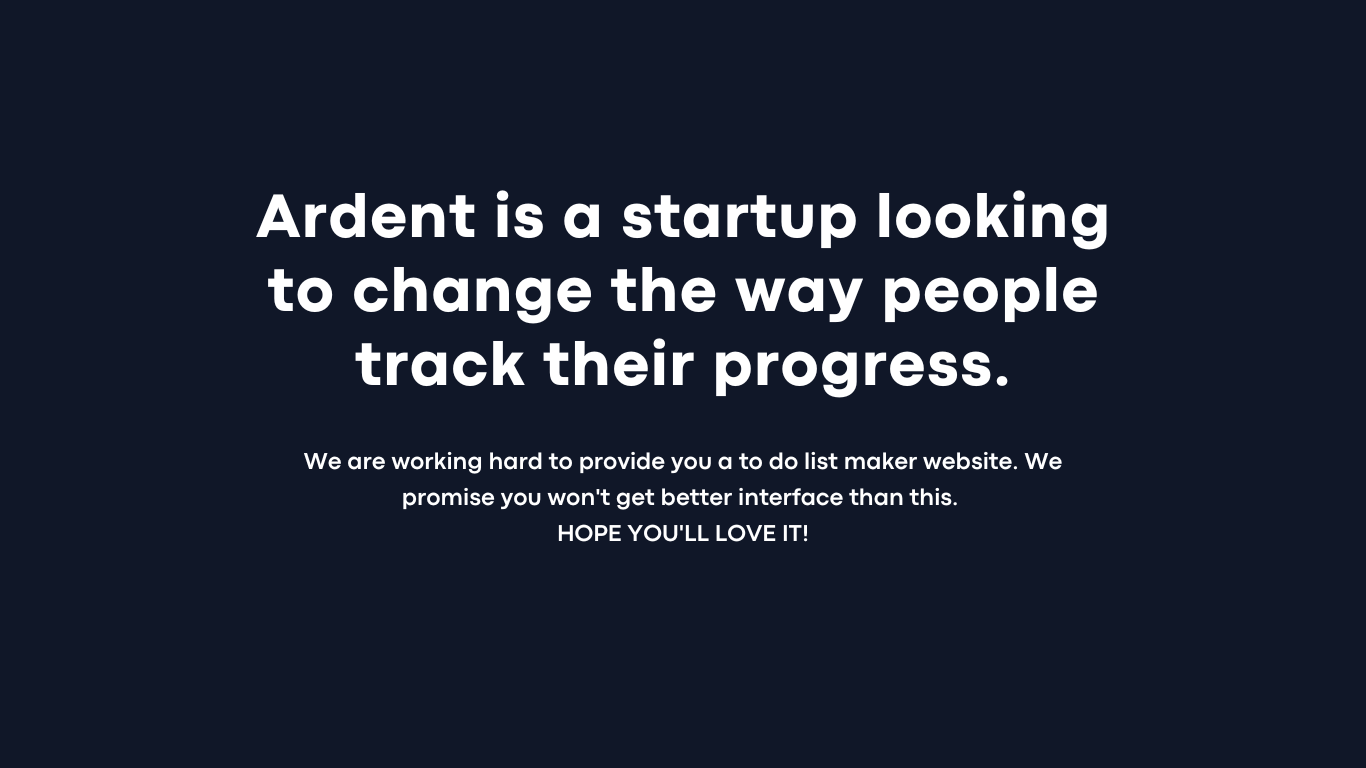 Ardent is a startup looking
to change the way people
track their progress.
We are working hard to provide you a to do list maker website. We
promise you won't get better interface than this.
HOPE YOU'LL LOVE IT!